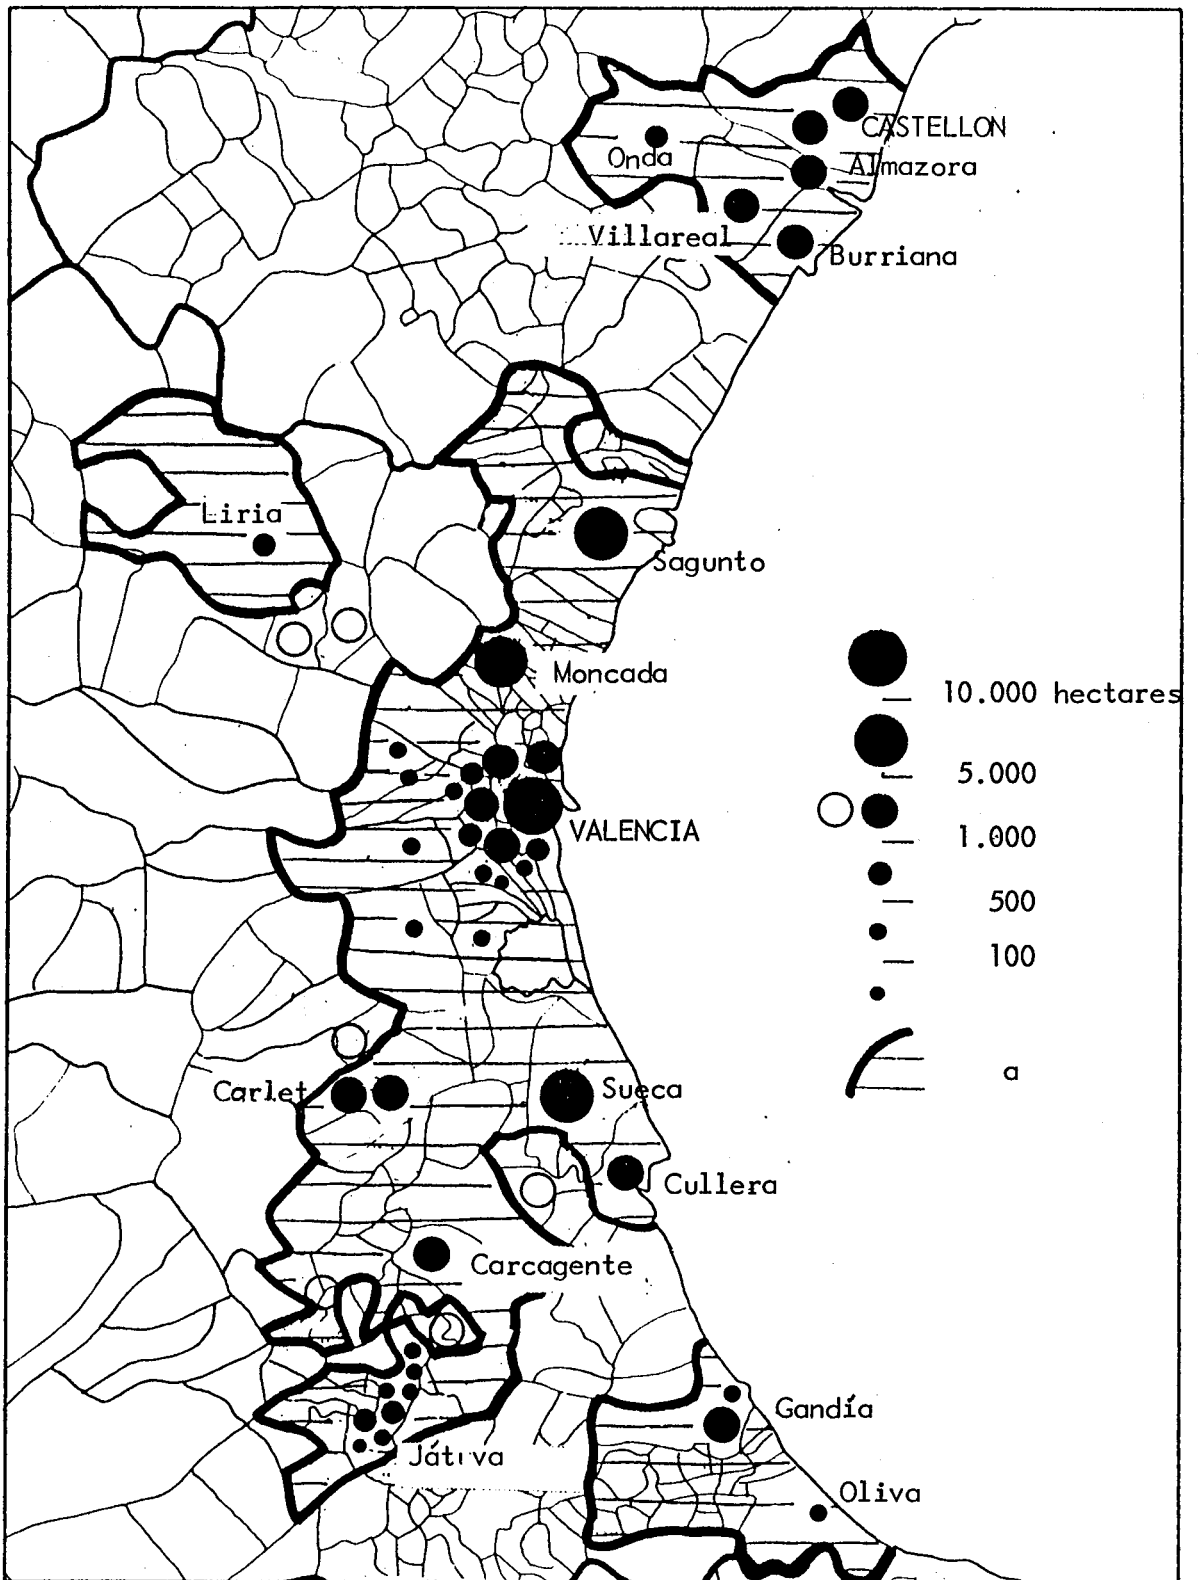 CASTELLON
Onda
Almazora
Villareal
Burriana
Liria
Sagunto
Moncada
10.000 hectares
5.000
VALENCIA
1.000
500
100
a
Carlet
Sueca
Cullera
Carcagente
Gandía
Játiva
Oliva